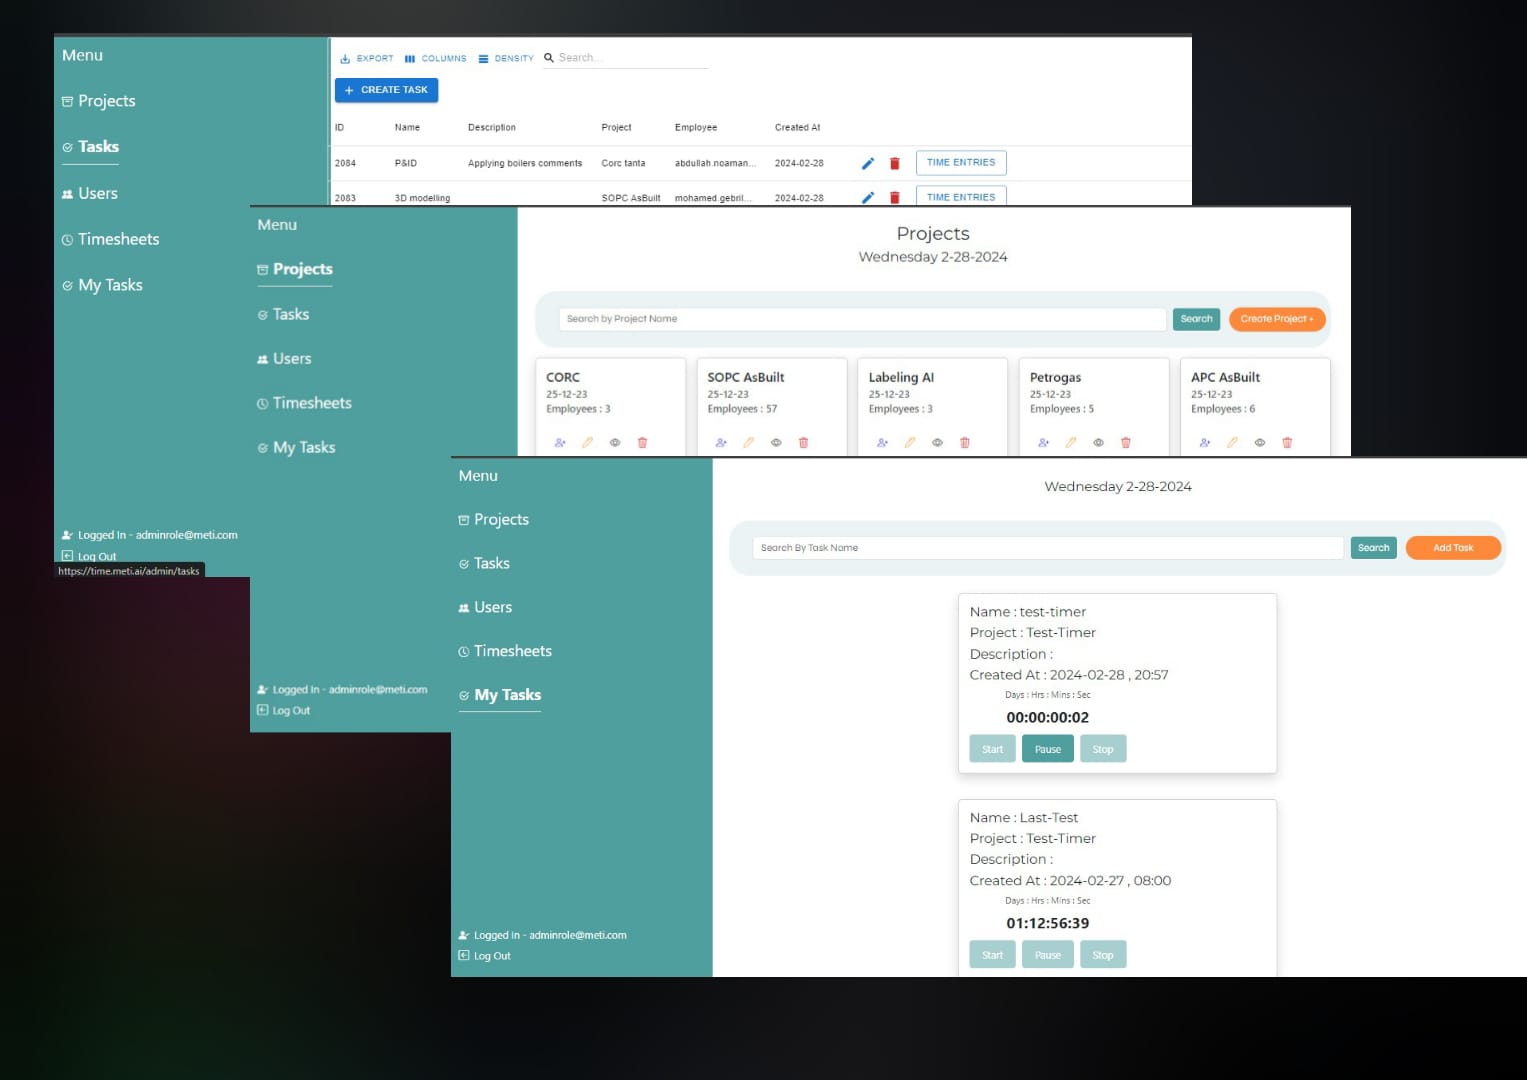 Menu
Projects
Tasks
Users
Timesheets
My Tasks
Logged In - adminrole@meti.com
Log Out
https://time.meti.ai/admin/tasks
EXPORT COLUMNS DENSITY Search...
+ CREATE TASK
ID Name Description Project Employee Created At
2084 P&ID Applying boilers comments Corc tanta abdullah.noaman... 2024-02-28 TIME ENTRIES
2083 3D modelling SOPC AsBuilt mohamed.gebril... 2024-02-28 TIME ENTRIES
Menu
Projects
Tasks
Users
Timesheets
My Tasks
Logged In - adminrole@meti.com
Log Out
Projects
Wednesday 2-28-2024
Search by Project Name Search Create Project +
CORC
25-12-23
Employees : 3
SOPC AsBuilt
25-12-23
Employees : 57
Labeling AI
25-12-23
Employees : 3
Petrogas
25-12-23
Employees : 5
APC AsBuilt
25-12-23
Employees : 6
Menu
Projects
Tasks
Users
Timesheets
My Tasks
Logged In - adminrole@meti.com
Log Out
Wednesday 2-28-2024
Search By Task Name Search Add Task
Name : test-timer
Project : Test-Timer
Description :
Created At : 2024-02-28 , 20:57
Days : Hrs : Mins : Sec
00:00:00:02
Start Pause Stop
Name : Last-Test
Project : Test-Timer
Description :
Created At : 2024-02-27 , 08:00
Days : Hrs : Mins : Sec
01:12:56:39
Start Pause Stop